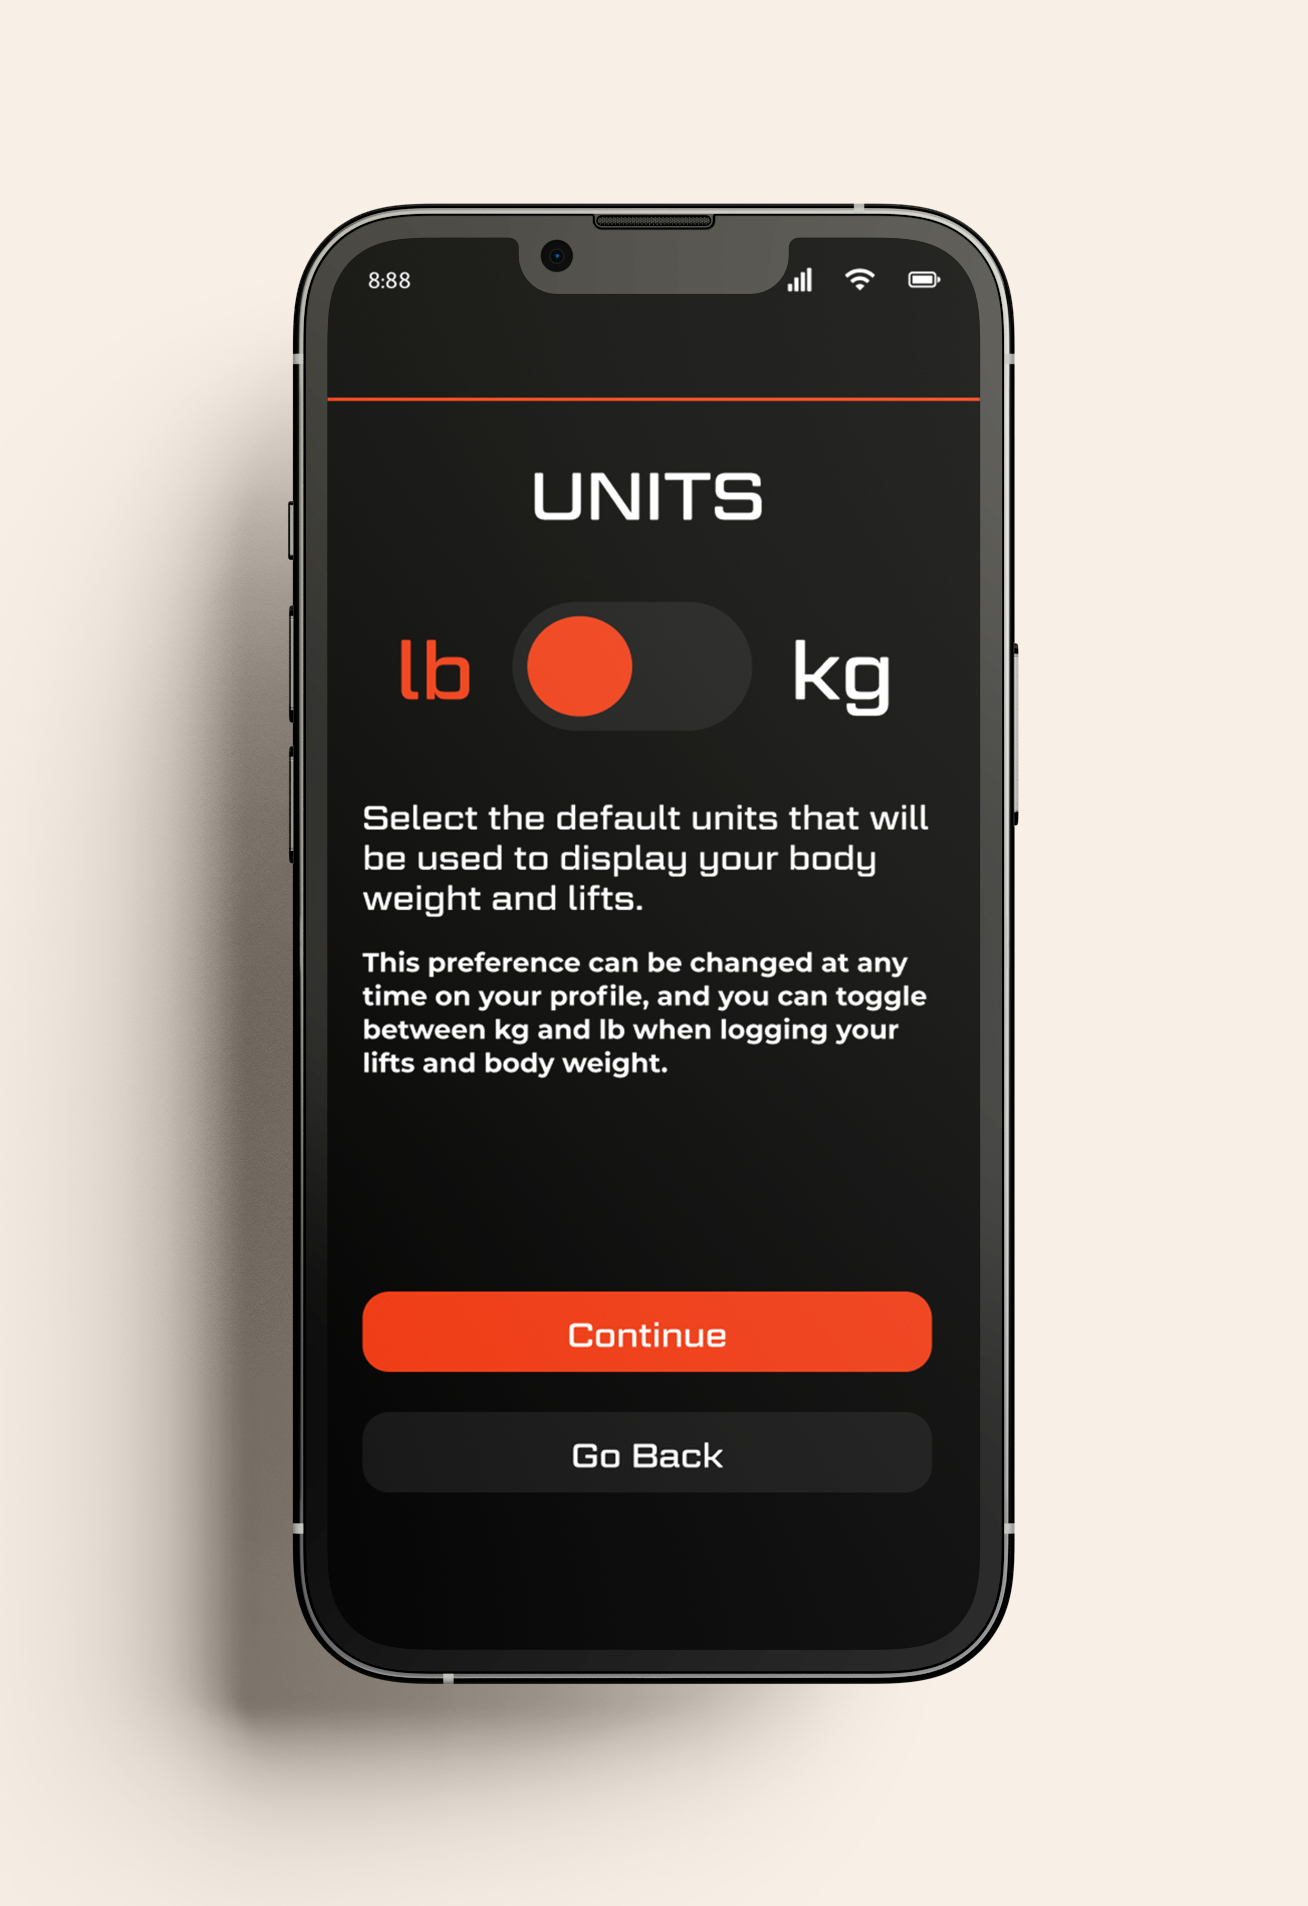 8:88
UNITS
lb
kg
Select the default units that will
be used to display your body
weight and lifts.
This preference can be changed at any
time on your profile, and you can toggle
between kg and lb when logging your
lifts and body weight.
Continue
Go Back